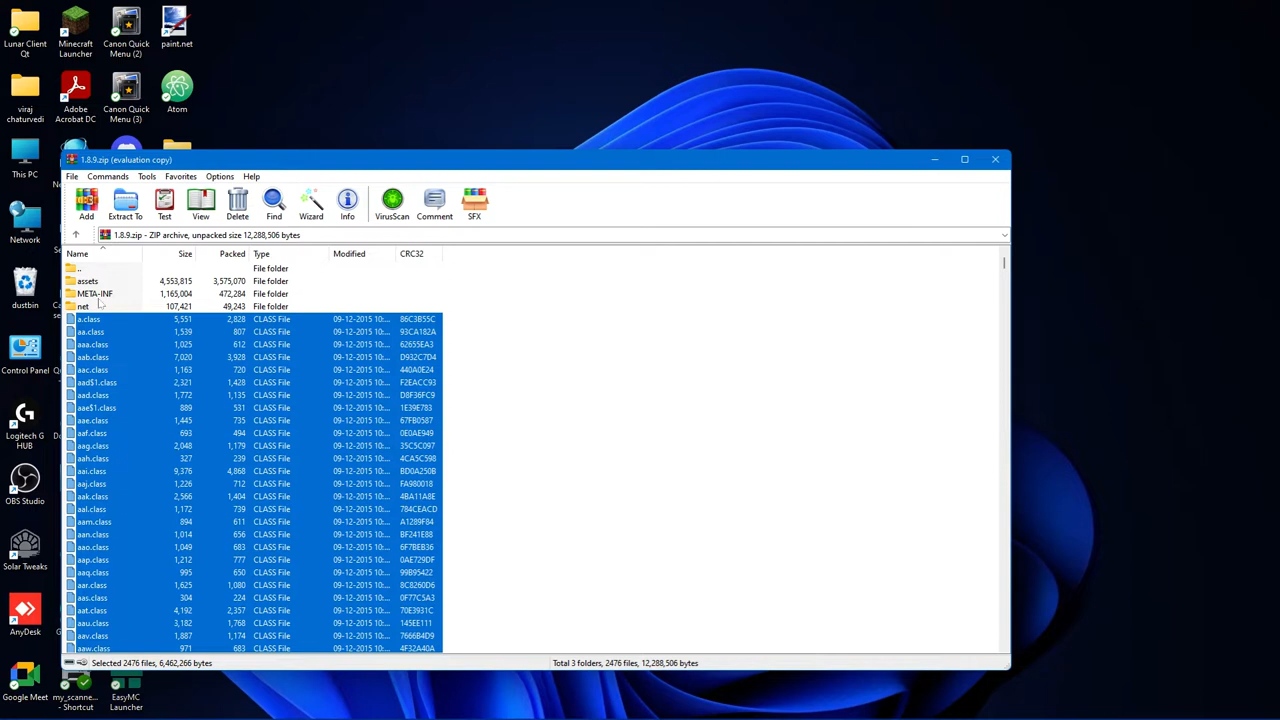 Lunar Client Qt
Minecraft Launcher
Canon Quick Menu (2)
paint.net
viraj chaturvedi
Adobe Acrobat DC
Canon Quick Menu (3)
Atom
This PC
Network
dustbin
Control Panel
Logitech G HUB
OBS Studio
Solar Tweaks
AnyDesk
Google Meet
my_scanne... - Shortcut
EasyMC Launcher
1.8.9.zip (evaluation copy)
File Commands Tools Favorites Options Help
Add Extract To Test View Delete Find Wizard Info VirusScan Comment SFX
1.8.9.zip - ZIP archive, unpacked size 12,288,506 bytes
Name Size Packed Type Modified CRC32
.. File folder
assets 4,553,815 3,575,070 File folder
META-INF 1,165,004 472,284 File folder
net 107,421 49,243 File folder
a.class 5,551 2,828 CLASS File 09-12-2015 10:... 86C3B55C
aa.class 1,539 807 CLASS File 09-12-2015 10:... 93CA182A
aaa.class 1,025 612 CLASS File 09-12-2015 10:... 62655EA3
aab.class 7,020 3,928 CLASS File 09-12-2015 10:... D932C7D4
aac.class 1,163 720 CLASS File 09-12-2015 10:... 440A0E24
aad$1.class 2,321 1,428 CLASS File 09-12-2015 10:... F2EACC93
aad.class 1,772 1,135 CLASS File 09-12-2015 10:... D8F36FC9
aae$1.class 889 531 CLASS File 09-12-2015 10:... 1E39E783
aae.class 1,445 735 CLASS File 09-12-2015 10:... 67FB0587
aaf.class 693 494 CLASS File 09-12-2015 10:... 0E0AE949
aag.class 2,048 1,179 CLASS File 09-12-2015 10:... 35C5C097
aah.class 327 239 CLASS File 09-12-2015 10:... 4CA5C598
aai.class 9,376 4,868 CLASS File 09-12-2015 10:... AD0A250B
aaj.class 1,226 712 CLASS File 09-12-2015 10:... FA980018
aak.class 2,566 1,404 CLASS File 09-12-2015 10:... 4BA11A8E
aal.class 1,172 739 CLASS File 09-12-2015 10:... 784CEACD
aam.class 894 611 CLASS File 09-12-2015 10:... A1289F84
aan.class 1,014 656 CLASS File 09-12-2015 10:... BF241E88
aao.class 1,049 683 CLASS File 09-12-2015 10:... 6F7BEB36
aap.class 1,212 777 CLASS File 09-12-2015 10:... 0AE729DF
aaq.class 995 650 CLASS File 09-12-2015 10:... 99B95422
aar.class 1,625 1,080 CLASS File 09-12-2015 10:... 8C8260D6
aas.class 304 224 CLASS File 09-12-2015 10:... 0F77C5A3
aat.class 4,192 2,357 CLASS File 09-12-2015 10:... 70E3931C
aau.class 3,182 1,768 CLASS File 09-12-2015 10:... 145EE111
aav.class 1,887 1,174 CLASS File 09-12-2015 10:... 7666B4D9
aaw.class 971 683 CLASS File 09-12-2015 10:... 4F32A40A
Selected 2476 files, 6,462,266 bytes
Total 3 folders, 2476 files, 12,288,506 bytes